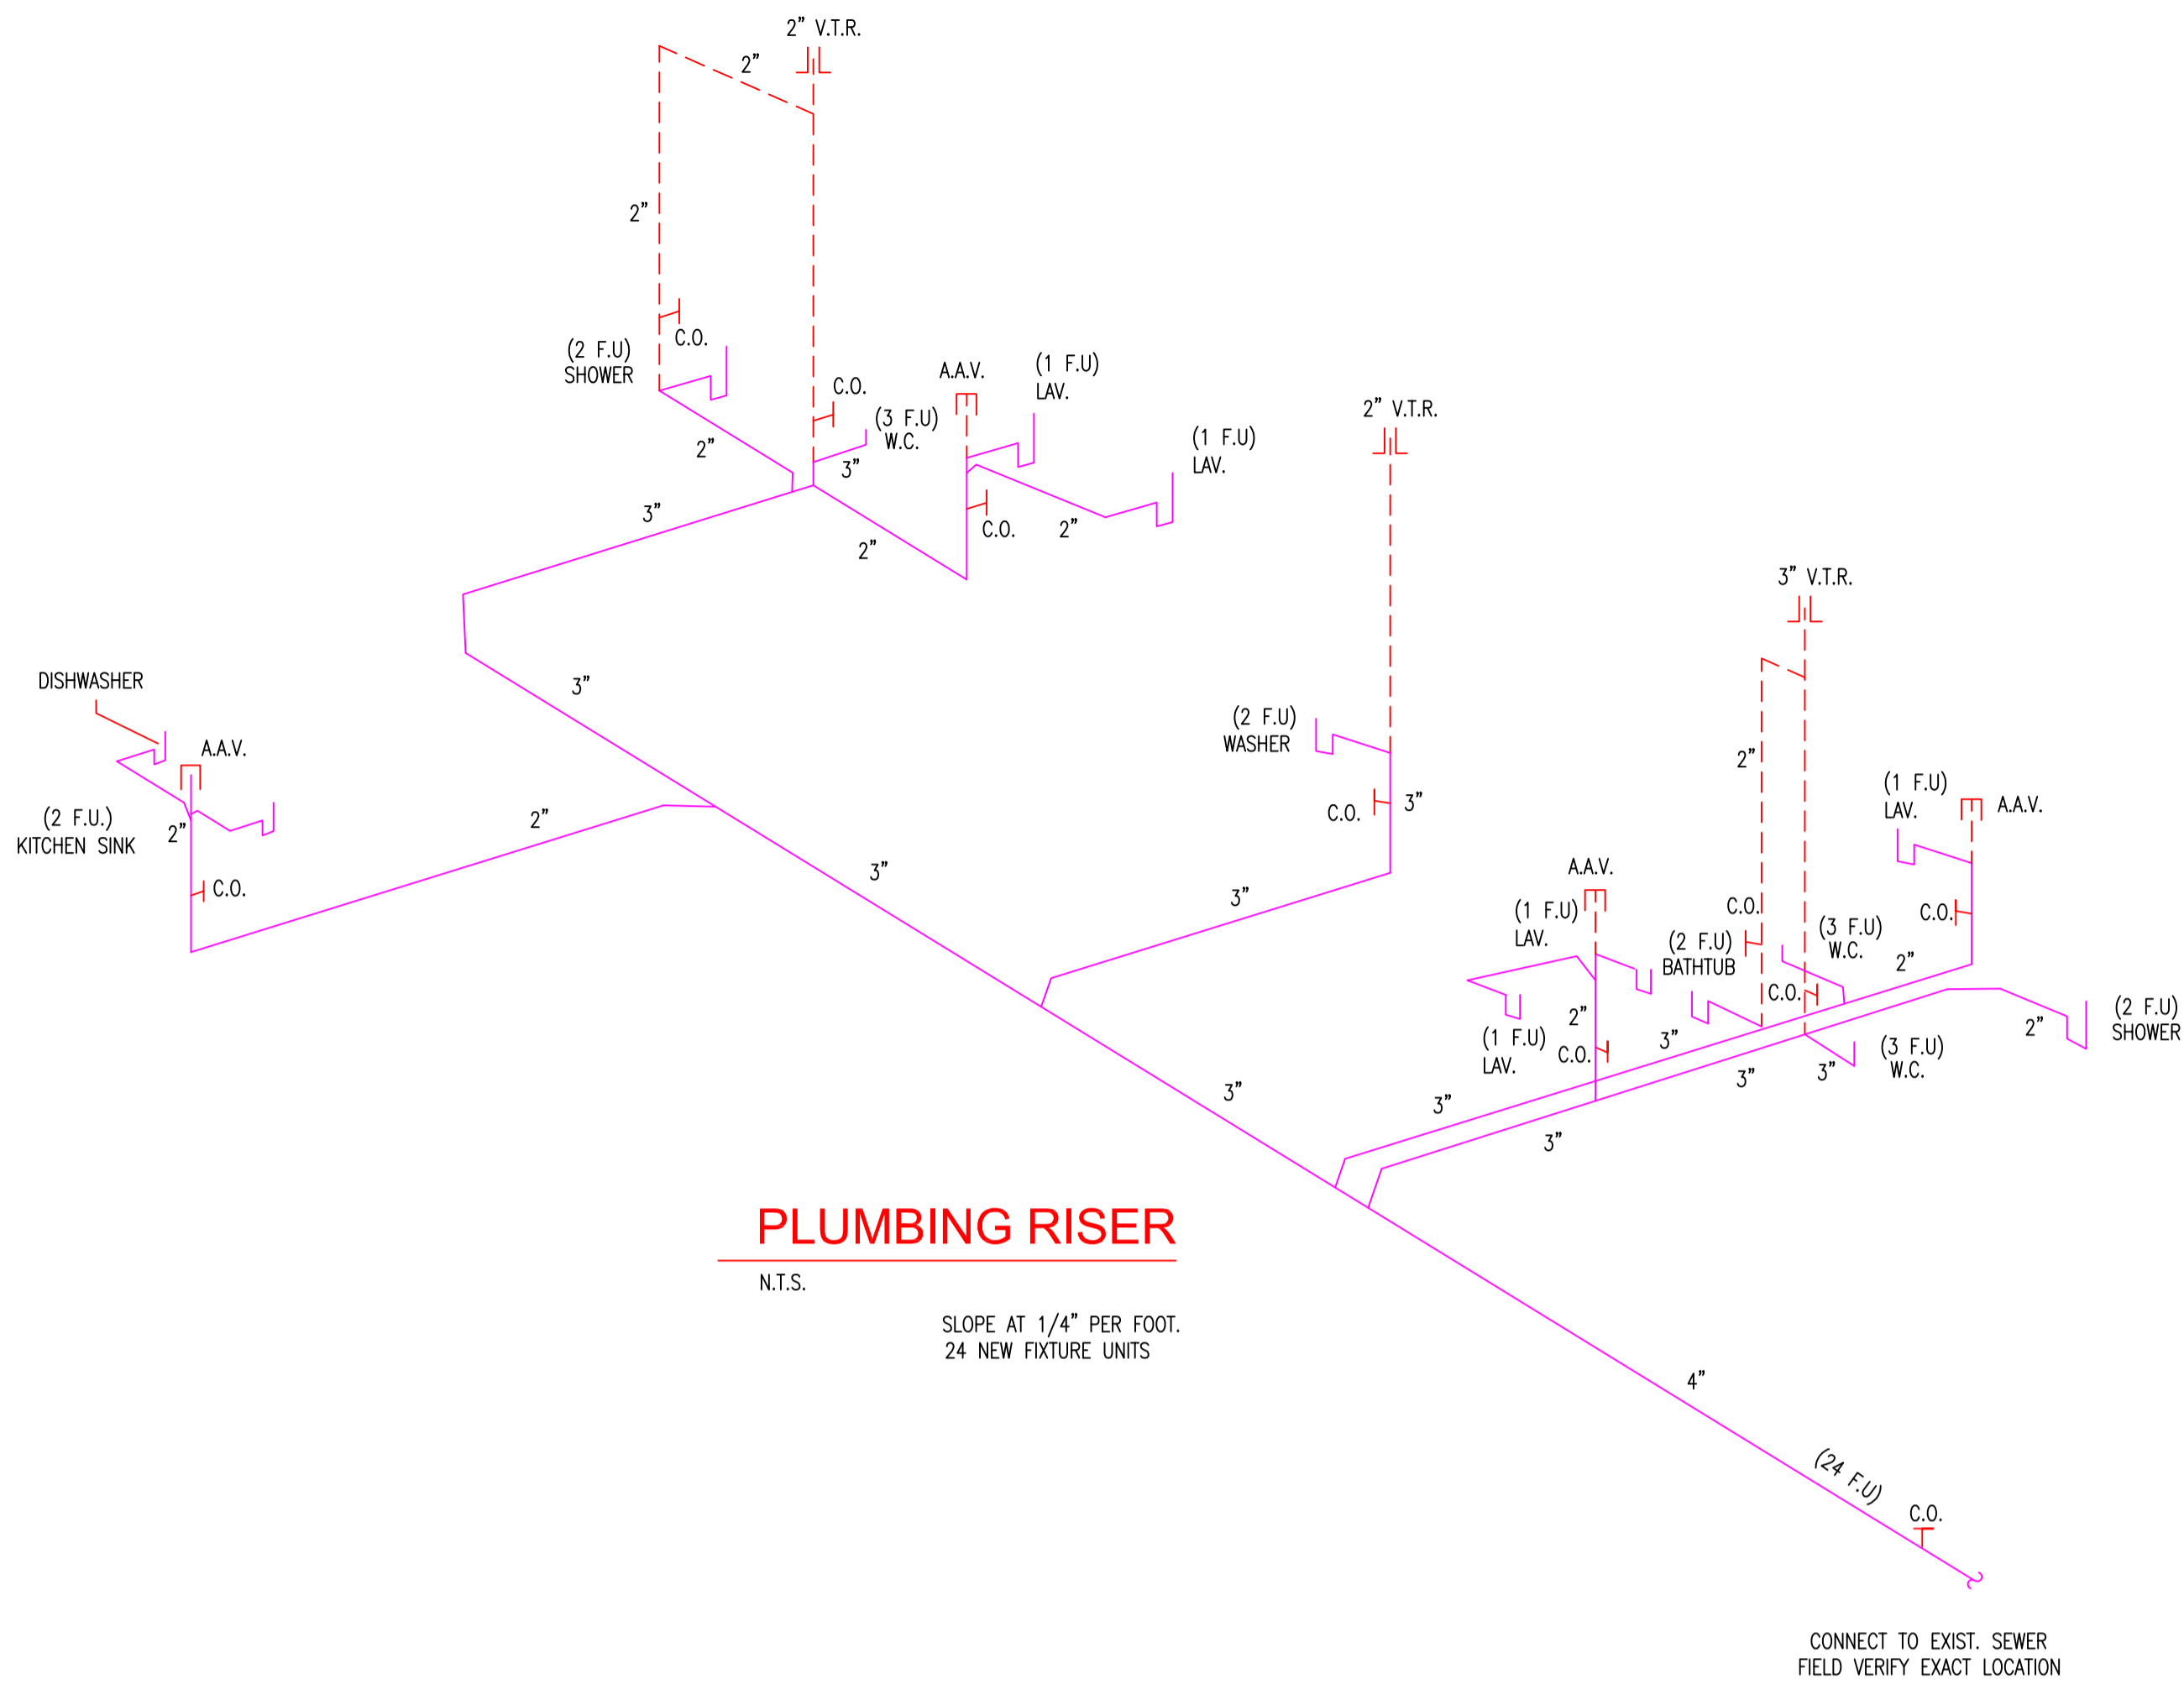 2" V.T.R.
2"
2"
C.O.
(2 F.U)
SHOWER
2"
C.O.
(3 F.U)
W.C.
3"
A.A.V.
(1 F.U)
LAV.
(1 F.U)
LAV.
C.O.
2"
2"
3"
3"
2" V.T.R.
(2 F.U)
WASHER
C.O.
3"
3"
DISHWASHER
A.A.V.
(2 F.U.)
KITCHEN SINK
2"
C.O.
2"
3"
3" V.T.R.
2"
(1 F.U)
LAV.
A.A.V.
C.O.
A.A.V.
(1 F.U)
LAV.
C.O.
(2 F.U)
BATHTUB
(3 F.U)
W.C.
2"
C.O.
2"
(1 F.U)
LAV.
C.O.
3"
(2 F.U)
SHOWER
2"
(3 F.U)
W.C.
3"
3"
3"
3"
3"
PLUMBING RISER
N.T.S.
SLOPE AT 1/4" PER FOOT.
24 NEW FIXTURE UNITS
4"
(24 F.U)
C.O.
CONNECT TO EXIST. SEWER
FIELD VERIFY EXACT LOCATION